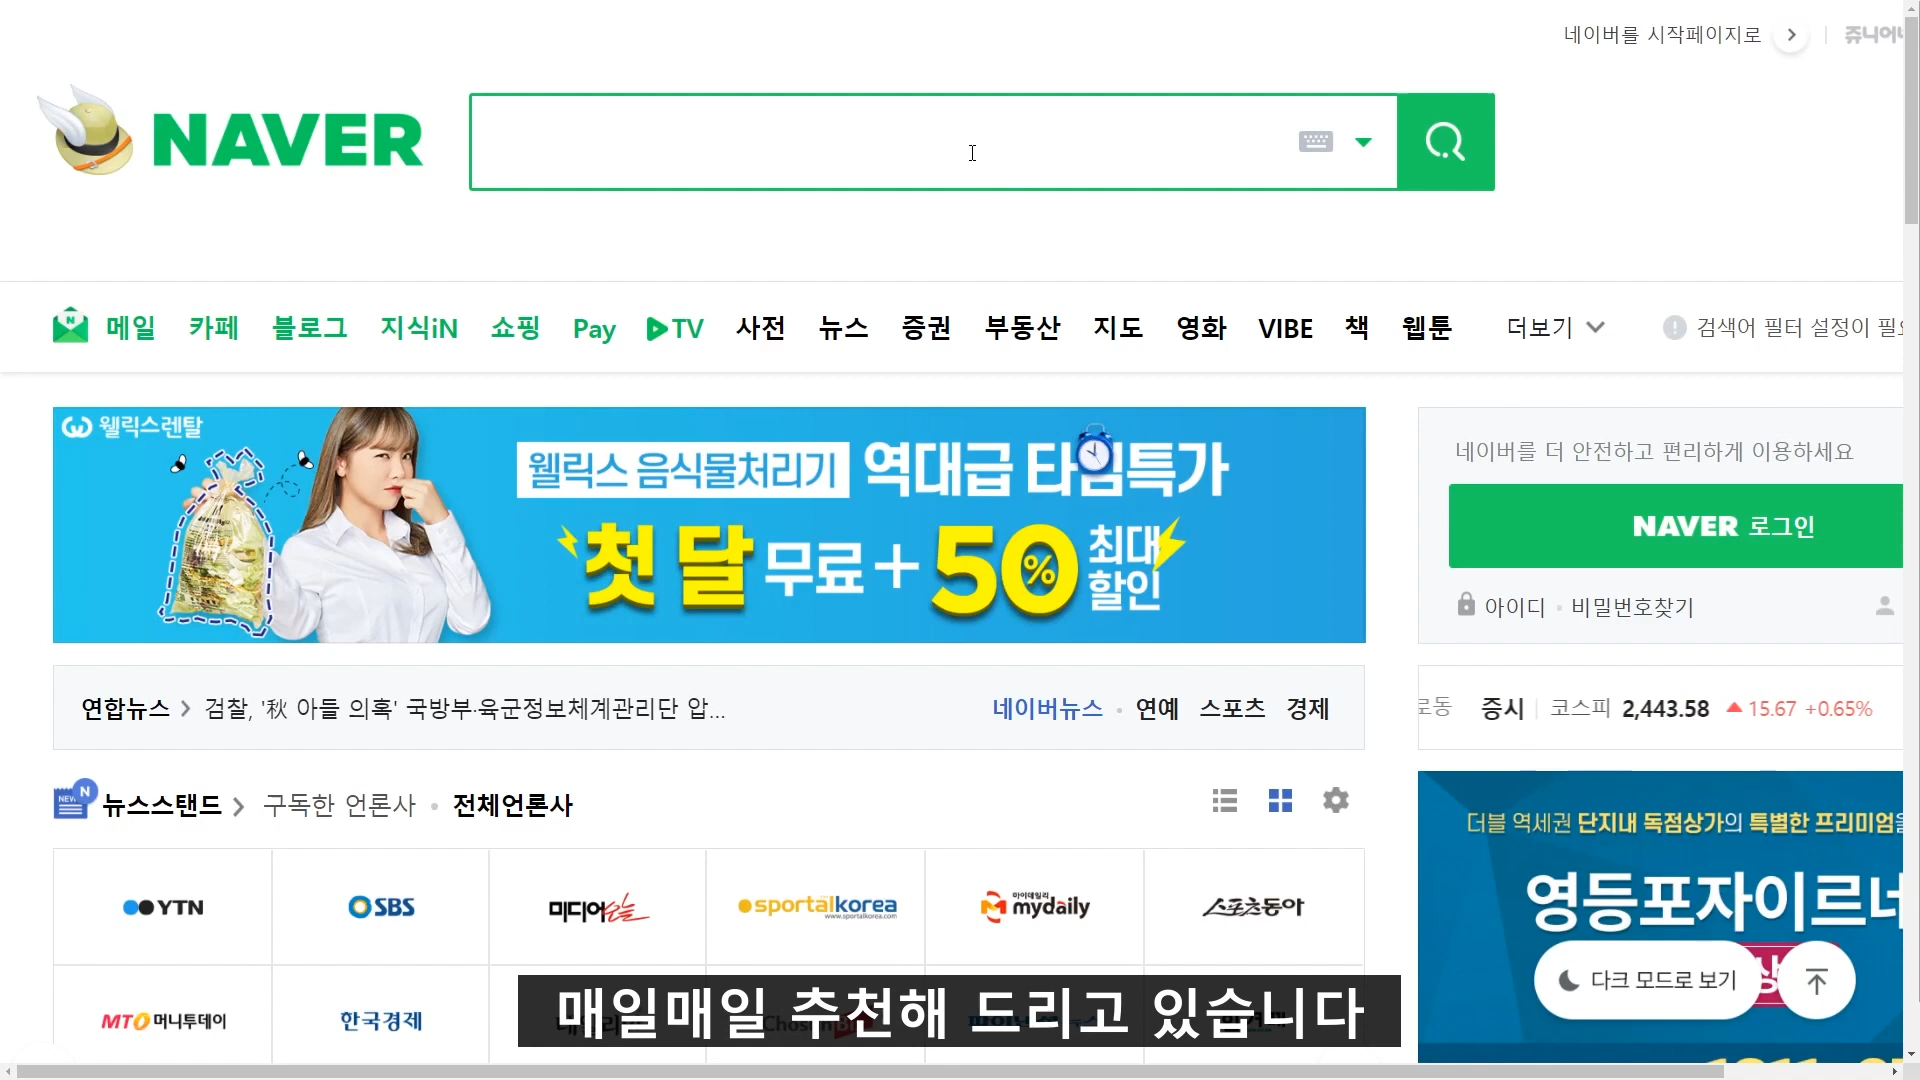 네이버를 시작페이지로
쥬니어
NAVER
메일 카페 블로그 지식iN 쇼핑 Pay TV 사전 뉴스 증권 부동산 지도 영화 VIBE 책 웹툰 더보기 검색어 필터 설정이
웰릭스렌탈
웰릭스 음식물처리기 역대급 타임특가
첫 달 무료+50% 최대 할인
네이버를 더 안전하고 편리하게 이용하세요
NAVER 로그인
아이디 · 비밀번호찾기
연합뉴스 > 검찰, '秋 아들 의혹' 국방부·육군정보체계관리단 압...
네이버뉴스 · 연예 스포츠 경제
증시 코스피 2,443.58 ▲ 15.67 +0.65%
NEWS N 뉴스스탠드 > 구독한 언론사 · 전체언론사
더블 역세권 단지내 독점상가의 특별한 프리미엄을
영등포자이르네
YTN SBS 미디어오늘 sportalkorea www.sportalkorea.com 마이데일리 mydaily 스포츠동아
다크 모드로 보기
MTO 머니투데이 한국경제
매일매일 추천해 드리고 있습니다